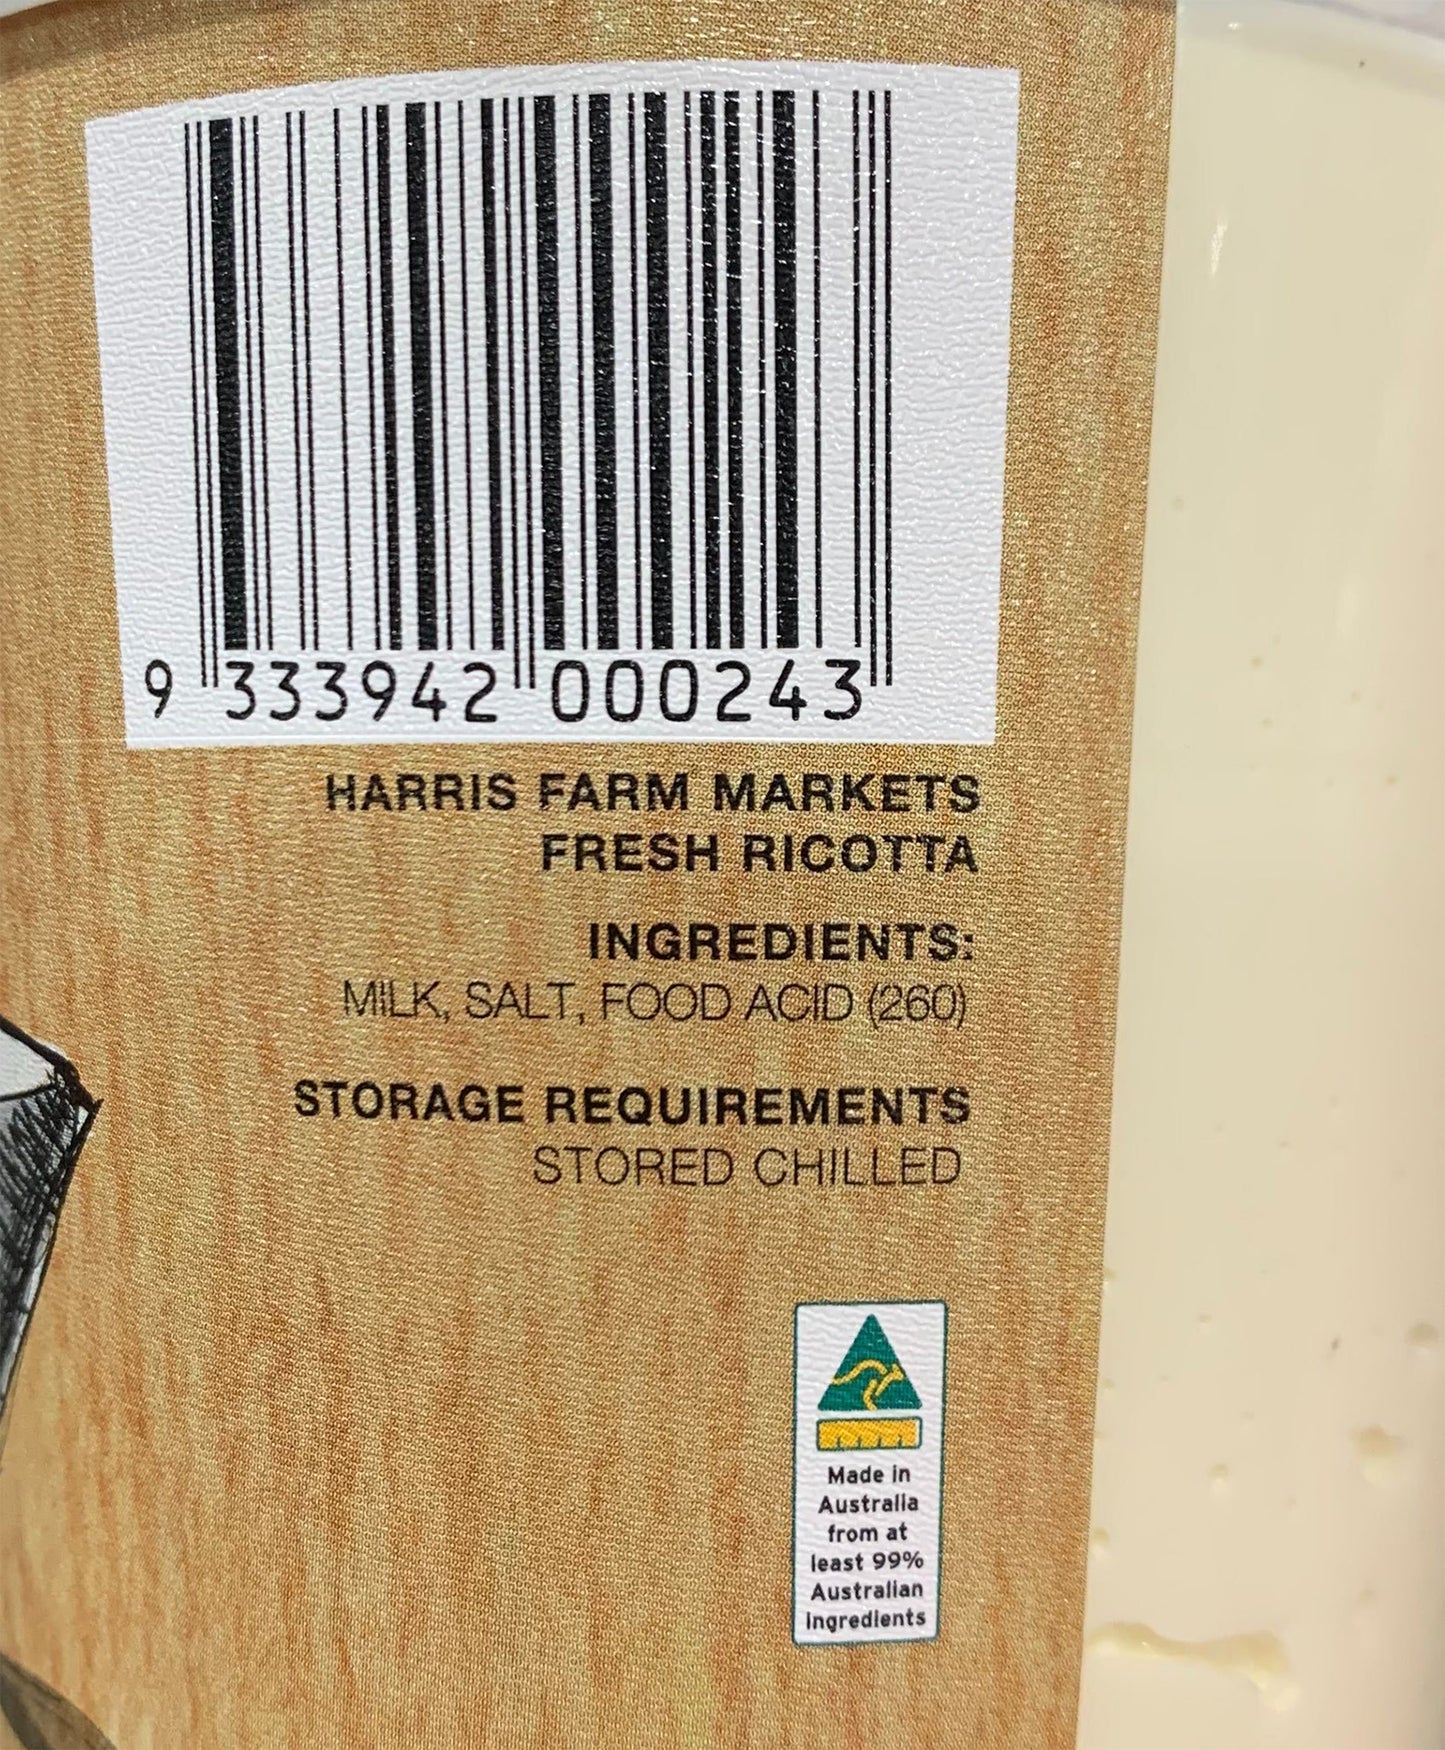 9 333942 000243
HARRIS FARM MARKETS
FRESH RICOTTA
INGREDIENTS:
MILK, SALT, FOOD ACID (260)
STORAGE REQUIREMENTS
STORED CHILLED
Made in
Australia
from at
least 99%
Australian
ingredients